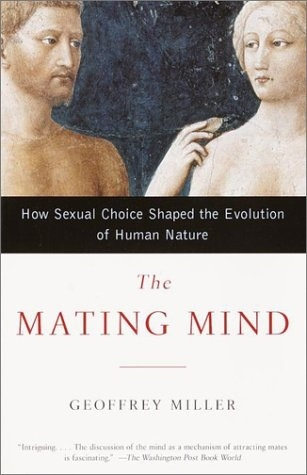 How Sexual Choice Shaped the Evolution
of Human Nature
The
MATING MIND
GEOFFREY MILLER
"Intriguing. . . . The discussion of the mind as a mechanism of attracting mates
is fascinating." —The Washington Post Book World